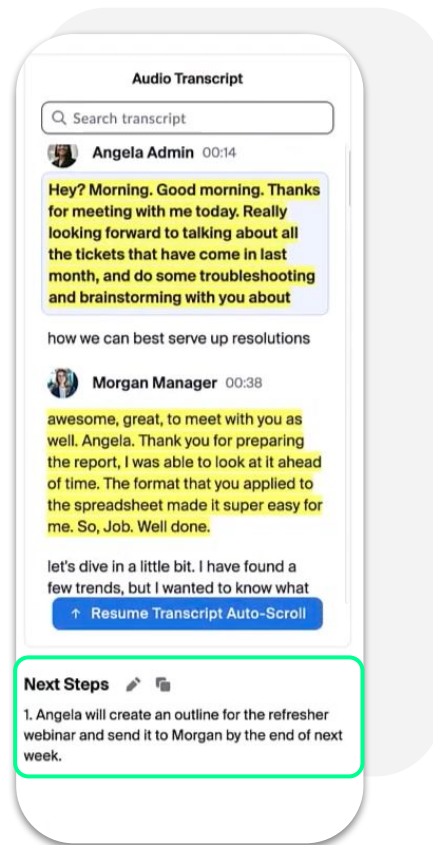 Audio Transcript
Search transcript
Angela Admin 00:14
Hey? Morning. Good morning. Thanks
for meeting with me today. Really
looking forward to talking about all
the tickets that have come in last
month, and do some troubleshooting
and brainstorming with you about
how we can best serve up resolutions
Morgan Manager 00:38
awesome, great, to meet with you as
well. Angela. Thank you for preparing
the report, I was able to look at it ahead
of time. The format that you applied to
the spreadsheet made it super easy for
me. So, Job. Well done.
let's dive in a little bit. I have found a
few trends, but I wanted to know what
↑ Resume Transcript Auto-Scroll
Next Steps
1. Angela will create an outline for the refresher
webinar and send it to Morgan by the end of next
week.